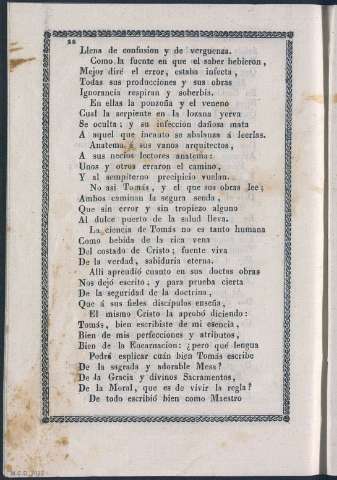 22
Llena de confusion y de verguenza.
Como la fuente en que el saber bebieron,
Mejor diré el error, estaba infecta,
Todas sus producciones y sus obras
Ignorancia respiran y soberbia.
En ellas la ponzoña y el veneno
Cual la serpiente en la lozana yerva
Se oculta; y su infeccion dañosa mata
A aquel que incauto se abalanza á leerlas.
Anatema á sus vanos arquitectos,
A sus necios lectores anatema:
Unos y otros erraron el camino,
Y al sempiterno precipicio vuelan.
No asi Tomás, y el que sus obras lee;
Ambos caminan la segura senda,
Que sin error y sin tropiezo alguno
Al dulce puerto de la salud lleva.
La ciencia de Tomás no es tanto humana
Como bebida de la rica vena
Del costado de Cristo; fuente viva
De la verdad, sabiduría eterna.
Alli aprendió cuanto en sus doctas obras
Nos dejó escrito; y para prueba cierta
De la seguridad de la doctrina,
Que á sus fieles discípulos enseña,
El mismo Cristo la aprobó diciendo:
Tomás, bien escribiste de mi esencia,
Bien de mis perfecciones y atributos,
Bien de la Encarnacion: ¿pero qué lengua
Podrá esplicar cuán bien Tomás escribe
De la sagrada y adorable Mesa?
De la Gracia y divinos Sacramentos,
De la Moral, que es de vivir la regla?
De todo escribió bien como Maestro